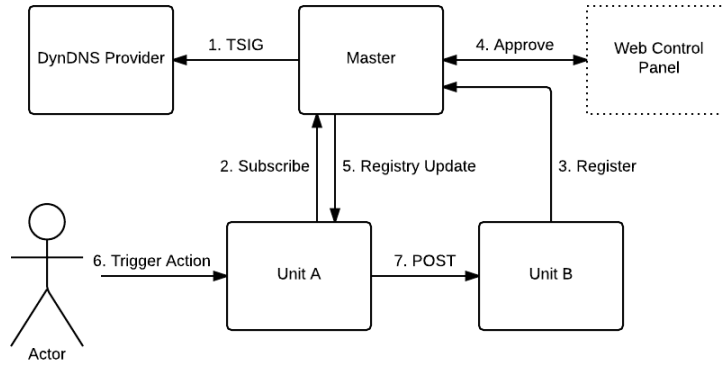 1. TSIG
4. Approve
DynDNS Provider
Master
Web Control
Panel
2. Subscribe
5. Registry Update
3. Register
6. Trigger Action
Unit A
7. POST
Unit B
Actor